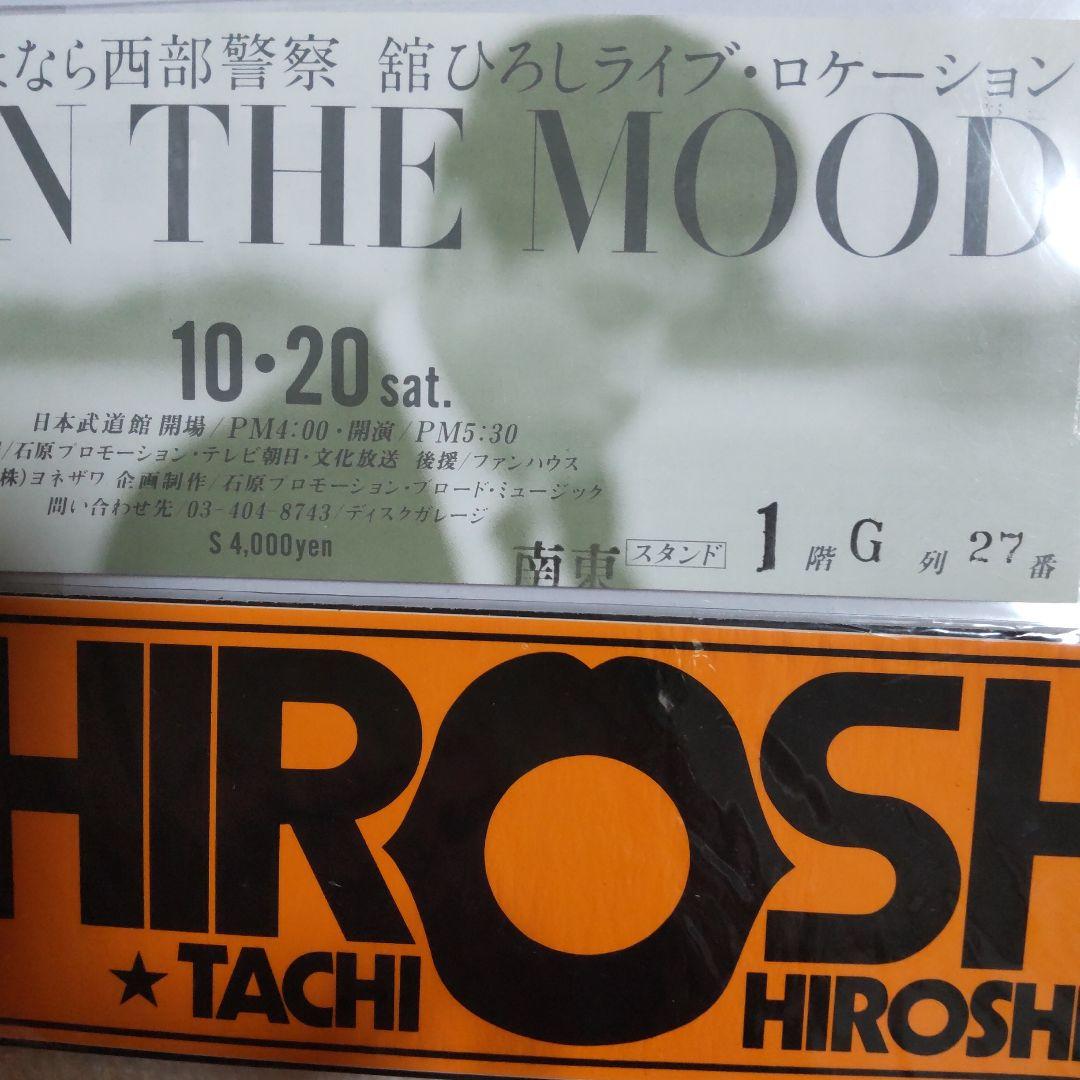 なら西部警察 舘ひろしライブ・ロケーション
N THE MOOD
10・20 sat.
日本武道館 開場/PM4:00・開演/PM5:30
/石原プロモーション・テレビ朝日・文化放送 後援/ファンハウス
株)ヨネザワ 企画制作/石原プロモーション・ブロード・ミュージック
問い合わせ先/03-404-8743/ディスクガレージ
S 4,000yen
南東 スタンド 1 階 G 列 27 番
HIROSH
★TACHI HIROSHI